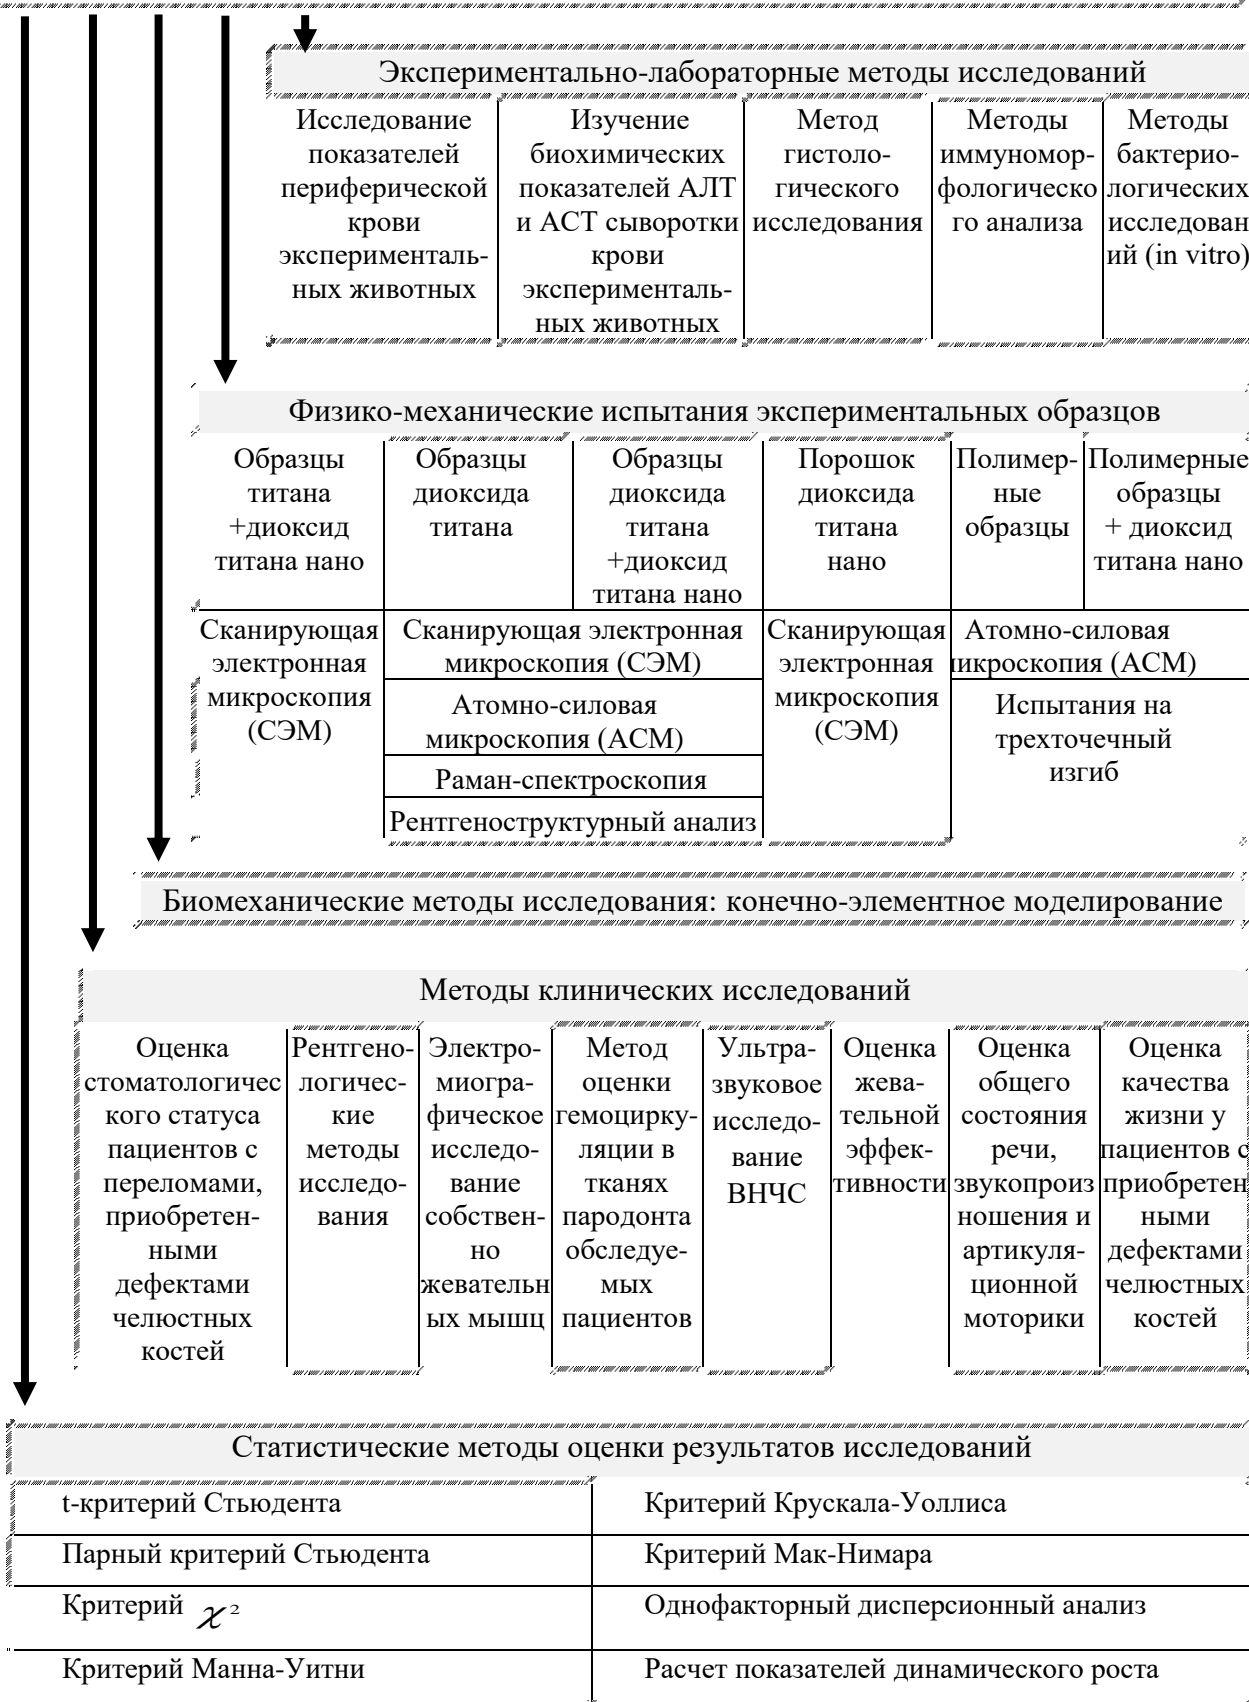 Экспериментально-лабораторные методы исследований
Исследование
показателей
периферической
крови
эксперименталь-
ных животных
Изучение
биохимических
показателей АЛТ
и АСТ сыворотки
крови
эксперименталь-
ных животных
Метод
гистоло-
гического
исследования
Методы
иммуномор-
фологическо
го анализа
Методы
бактерио-
логических
исследован
ий (in vitro)
Физико-механические испытания экспериментальных образцов
Образцы
титана
+диоксид
титана нано
Образцы
диоксида
титана
Образцы
диоксида
титана
+диоксид
титана нано
Порошок
диоксида
титана
нано
Полимер-
ные
образцы
Полимерные
образцы
+ диоксид
титана нано
Сканирующая
электронная
микроскопия
(СЭМ)
Сканирующая электронная
микроскопия (СЭМ)
Атомно-силовая
микроскопия (АСМ)
Раман-спектроскопия
Рентгеноструктурный анализ
Сканирующая
электронная
микроскопия
(СЭМ)
Атомно-силовая
микроскопия (АСМ)
Испытания на
трехточечный
изгиб
Биомеханические методы исследования: конечно-элементное моделирование
Методы клинических исследований
Оценка
стоматологичес
кого статуса
пациентов с
переломами,
приобретен-
ными
дефектами
челюстных
костей
Рентгено-
логичес-
кие
методы
исследо-
вания
Электро-
миогра-
фическое
исследо-
вание
собствен-
но
жевательн
ых мышц
Метод
оценки
гемоцирку-
ляции в
тканях
пародонта
обследуе-
мых
пациентов
Ультра-
звуковое
исследо-
вание
ВНЧС
Оценка
жева-
тельной
эффек-
тивности
Оценка
общего
состояния
речи,
звукопроиз
ношения и
артикуля-
ционной
моторики
Оценка
качества
жизни у
пациентов с
приобретен
ными
дефектами
челюстных
костей
Статистические методы оценки результатов исследований
t-критерий Стьюдента
Критерий Крускала-Уоллиса
Парный критерий Стьюдента
Критерий Мак-Нимара
Критерий χ²
Однофакторный дисперсионный анализ
Критерий Манна-Уитни
Расчет показателей динамического роста